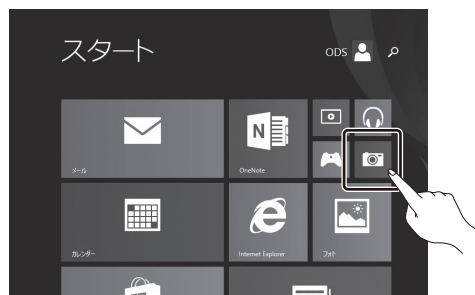 スタート
ODS
メール
OneNote
カレンダー
Internet Explorer
フォト